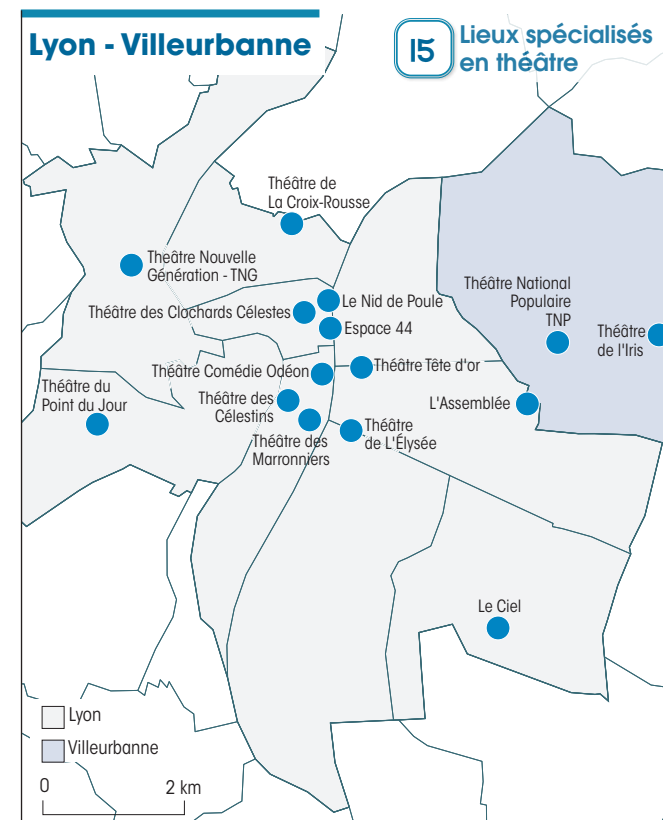 Lyon - Villeurbanne
15
Lieux spécialisés
en théâtre
Théâtre de
La Croix-Rousse
Theâtre Nouvelle
Génération - TNG
Le Nid de Poule
Théâtre des Clochards Célestes
Espace 44
Théâtre National
Populaire
TNP
Théâtre
de l'Iris
Théâtre Comédie Odéon
Théâtre Tête d'or
Théâtre du
Point du Jour
Théâtre des
Célestins
L'Assemblée
Théâtre des
Marronniers
Théâtre
de L'Élysée
Le Ciel
Lyon
Villeurbanne
0
2 km